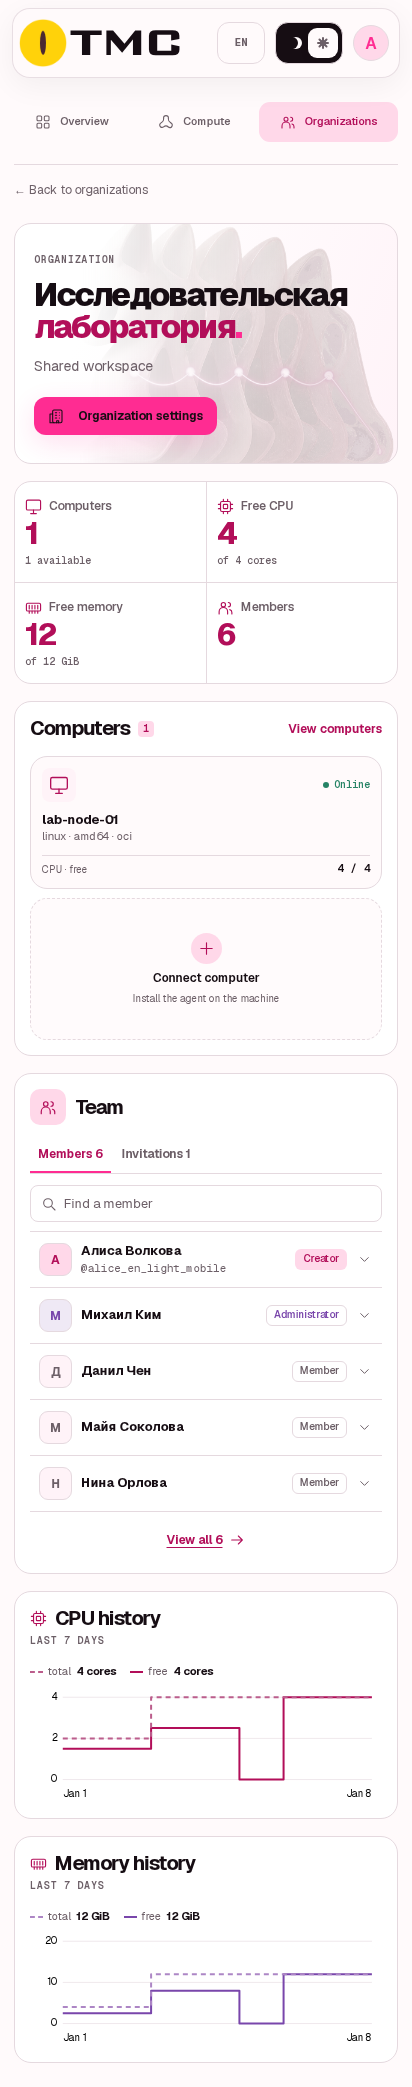 TMC
EN
A
Overview
Compute
Organizations
← Back to organizations
ORGANIZATION
Исследовательская
лаборатория.
Shared workspace
Organization settings
Computers
1
1 available
Free CPU
4
of 4 cores
Free memory
12
of 12 GiB
Members
6
Computers 1
View computers
Online
lab-node-01
linux · amd64 · oci
CPU · free
4 / 4
Connect computer
Install the agent on the machine
Team
Members 6
Invitations 1
Find a member
А
Алиса Волкова
@alice_en_light_mobile
Creator
М
Михаил Ким
Administrator
Д
Данил Чен
Member
М
Майя Соколова
Member
Н
Нина Орлова
Member
View all 6 →
CPU history
LAST 7 DAYS
total 4 cores free 4 cores
4
2
0
Jan 1
Jan 8
Memory history
LAST 7 DAYS
total 12 GiB free 12 GiB
20
10
0
Jan 1
Jan 8